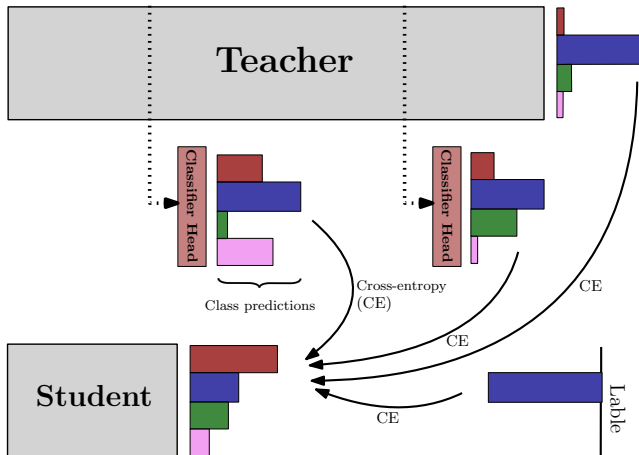 Teacher
Classifier Head
Classifier Head
Class predictions
Cross-entropy
(CE)
CE
CE
Student
CE
Lable